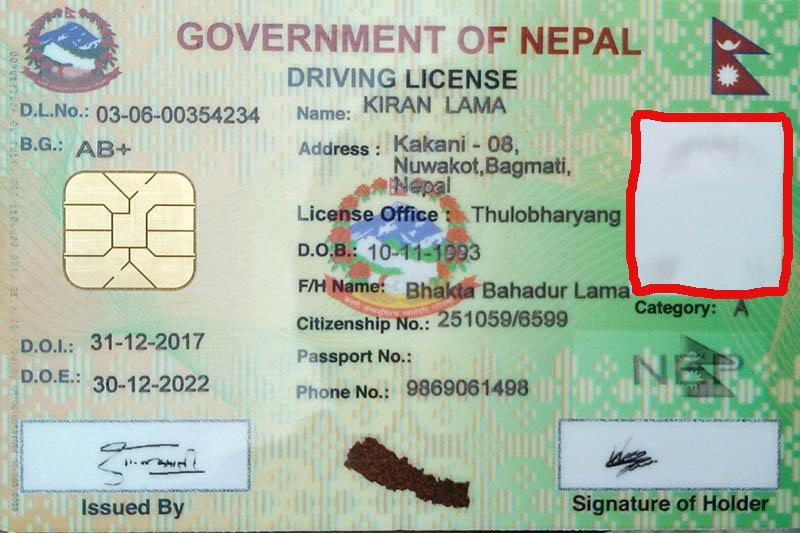 GOVERNMENT OF NEPAL
DRIVING LICENSE
D.L.No.: 03-06-00354234
Name: KIRAN LAMA
B.G.: AB+
Address : Kakani - 08,
Nuwakot,Bagmati,
Nepal
License Office : Thulobharyang
D.O.B.: 10-11-1993
F/H Name: Bhakta Bahadur Lama
Category: A
Citizenship No.: 251059/6599
D.O.I.: 31-12-2017
Passport No.:
D.O.E.: 30-12-2022
Phone No.: 9869061498
NEP
Issued By
Signature of Holder